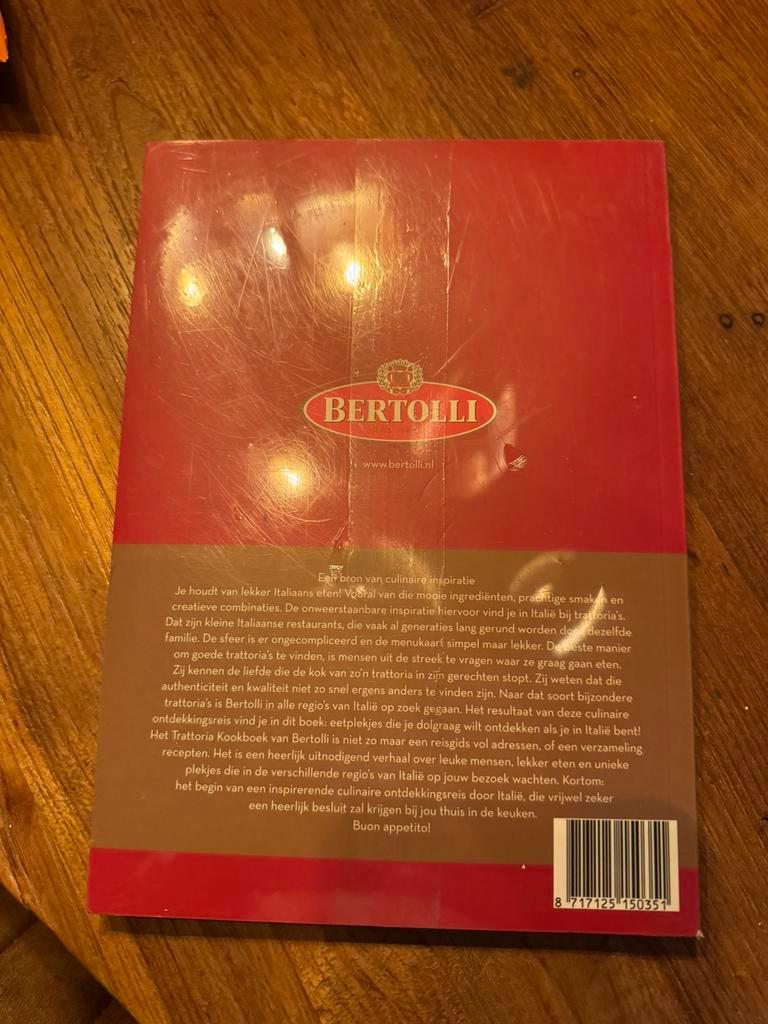 BERTOLLI
www.bertolli.nl
Een bron van culinaire inspiratie
Je houdt van lekker Italiaans eten! Vooral van die mooie ingrediënten, prachtige smaken en
creatieve combinaties. De onweerstaanbare inspiratie hiervoor vind je in Italië bij trattoria's.
Dat zijn kleine Italiaanse restaurants, die vaak al generaties lang gerund worden door dezelfde
familie. De sfeer is er ongecompliceerd en de menukaart simpel maar lekker. De beste manier
om goede trattoria's te vinden, is mensen uit de streek te vragen waar ze graag gaan eten.
Zij kennen de liefde die de kok van zo'n trattoria in zijn gerechten stopt. Zij weten dat die
authenticiteit en kwaliteit niet zo snel ergens anders te vinden zijn. Naar dat soort bijzondere
trattoria's is Bertolli in alle regio's van Italië op zoek gegaan. Het resultaat van deze culinaire
ontdekkingsreis vind je in dit boek: eetplekjes die je dolgraag wilt ontdekken als je in Italië bent!
Het Trattoria Kookboek van Bertolli is niet zo maar een reisgids vol adressen, of een verzameling
recepten. Het is een heerlijk uitnodigend verhaal over leuke mensen, lekker eten en unieke
plekjes die in de verschillende regio's van Italië op jouw bezoek wachten. Kortom:
het begin van een inspirerende culinaire ontdekkingsreis door Italië, die vrijwel zeker
een heerlijk besluit zal krijgen bij jou thuis in de keuken.
Buon appetito!
8 717125 150351